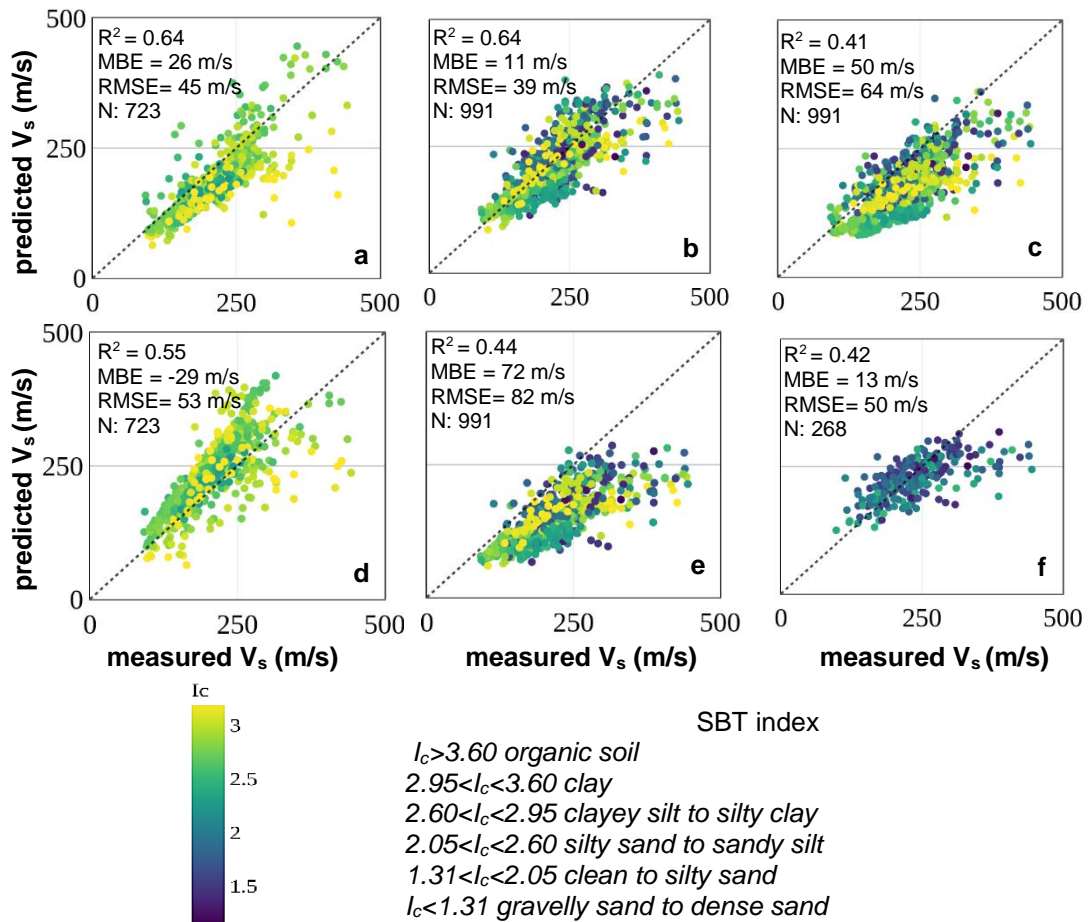 predicted Vs (m/s)
500
250
0
R² = 0.64
MBE = 26 m/s
RMSE= 45 m/s
N: 723
a
0 250 500
R² = 0.64
MBE = 11 m/s
RMSE= 39 m/s
N: 991
b
0 250 500
R² = 0.41
MBE = 50 m/s
RMSE= 64 m/s
N: 991
c
0 250 500
predicted Vs (m/s)
500
250
0
R² = 0.55
MBE = -29 m/s
RMSE= 53 m/s
N: 723
d
0 250 500
measured Vs (m/s)
R² = 0.44
MBE = 72 m/s
RMSE= 82 m/s
N: 991
e
0 250 500
measured Vs (m/s)
R² = 0.42
MBE = 13 m/s
RMSE= 50 m/s
N: 268
f
0 250 500
measured Vs (m/s)
Ic
3
2.5
2
1.5
SBT index
Ic>3.60 organic soil
2.95<Ic<3.60 clay
2.60<Ic<2.95 clayey silt to silty clay
2.05<Ic<2.60 silty sand to sandy silt
1.31<Ic<2.05 clean to silty sand
Ic<1.31 gravelly sand to dense sand